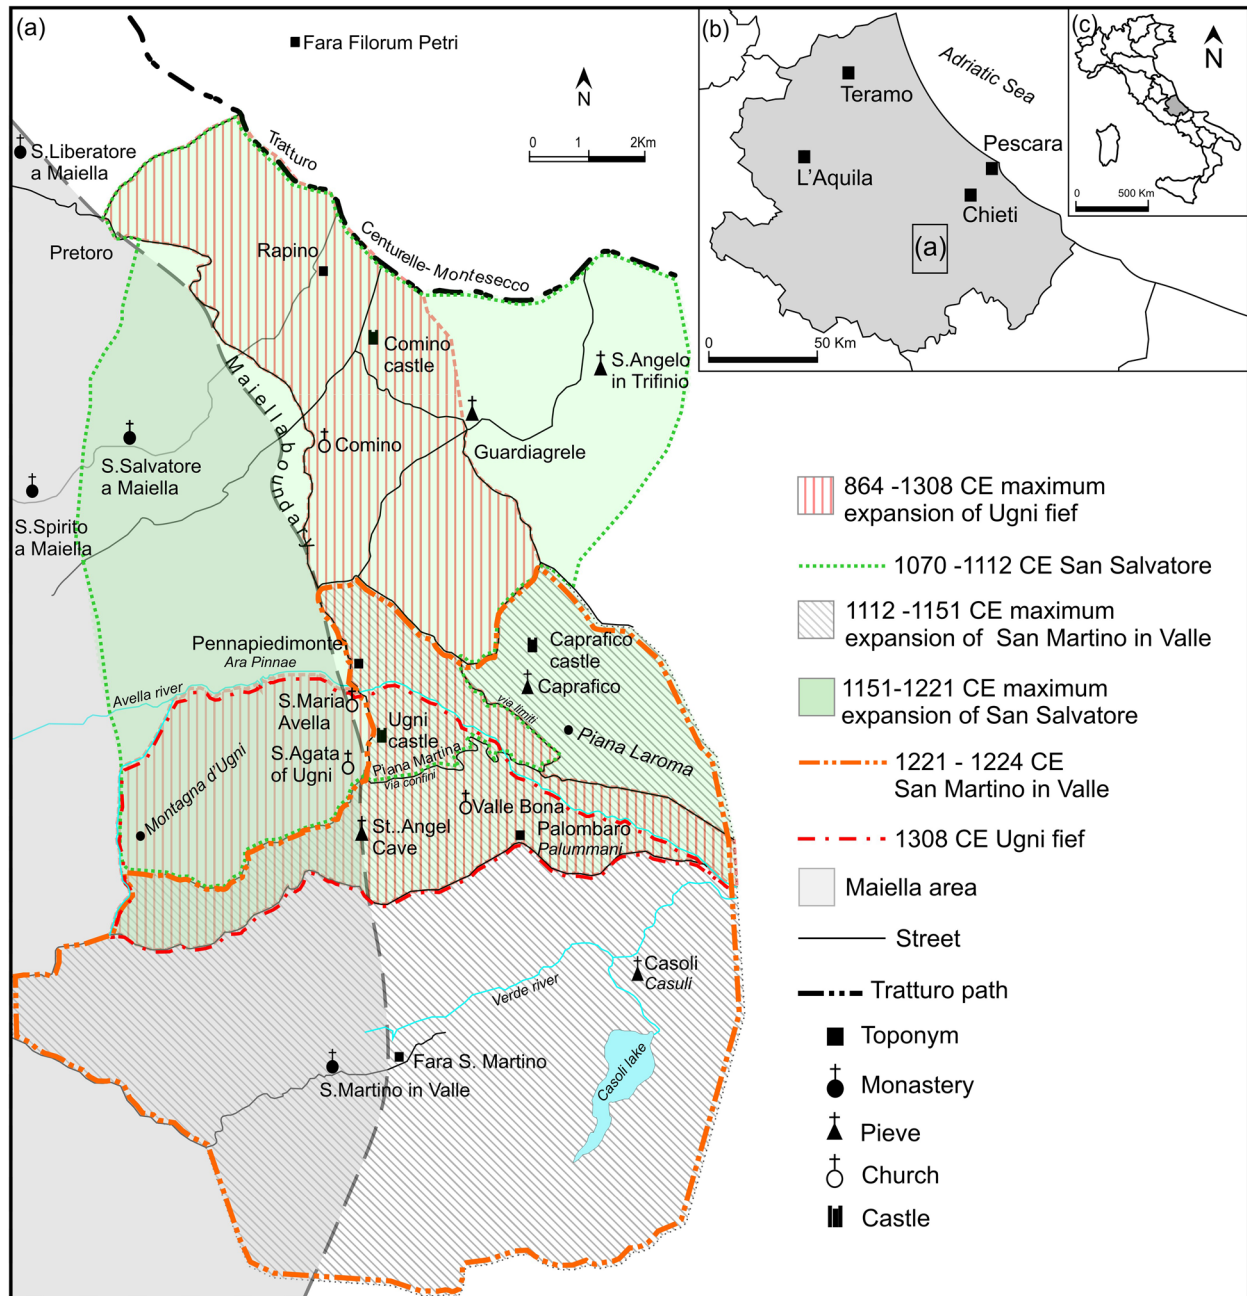 (a)
Fara Filorum Petri
N
0 1 2Km
S.Liberatore
a Maiella
Tratturo
Pretoro
Rapino
Centurelle-Montesecco
Comino
castle
S.Angelo
in Trifinio
Maiella boundary
Comino
Guardiagrele
S.Salvatore
a Maiella
S.Spirito
a Maiella
Pennapiedimonte
Ara Pinnae
Caprafico
castle
Caprafico
Avella river
S.Maria
Avella
via limiti
Ugni
castle
Piana Laroma
S.Agata
of Ugni
Piana Martina
via confini
Montagna d'Ugni
Valle Bona
St..Angel
Cave
Palombaro
Palummani
Casoli
Casuli
Verde river
Fara S. Martino
S.Martino in Valle
Casoli lake
(b)
Adriatic Sea
Teramo
Pescara
L'Aquila
Chieti
(a)
0 50 Km
(c)
N
0 500 Km
864 -1308 CE maximum
expansion of Ugni fief
1070 -1112 CE San Salvatore
1112 -1151 CE maximum
expansion of San Martino in Valle
1151-1221 CE maximum
expansion of San Salvatore
1221 - 1224 CE
San Martino in Valle
1308 CE Ugni fief
Maiella area
Street
Tratturo path
Toponym
Monastery
Pieve
Church
Castle